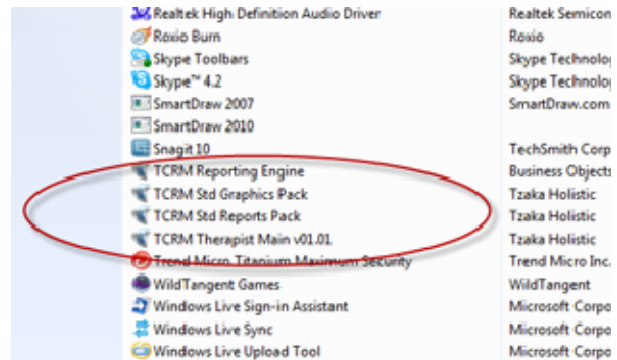 Realtek High Definition Audio Driver Realtek Semicon
Roxio Burn Roxio
Skype Toolbars Skype Technolo
Skype™ 4.2 Skype Technolo
SmartDraw 2007 SmartDraw.com
SmartDraw 2010
Snagit 10 TechSmith Corp
TCRM Reporting Engine Business Objects
TCRM Std Graphics Pack Tzaka Holistic
TCRM Std Reports Pack Tzaka Holistic
TCRM Therapist Main v01.01. Tzaka Holistic
Trend Micro Titanium Maximum Security Trend Micro Inc.
WildTangent Games WildTangent
Windows Live Sign-in Assistant Microsoft Corpo
Windows Live Sync Microsoft Corpo
Windows Live Upload Tool Microsoft Corpo